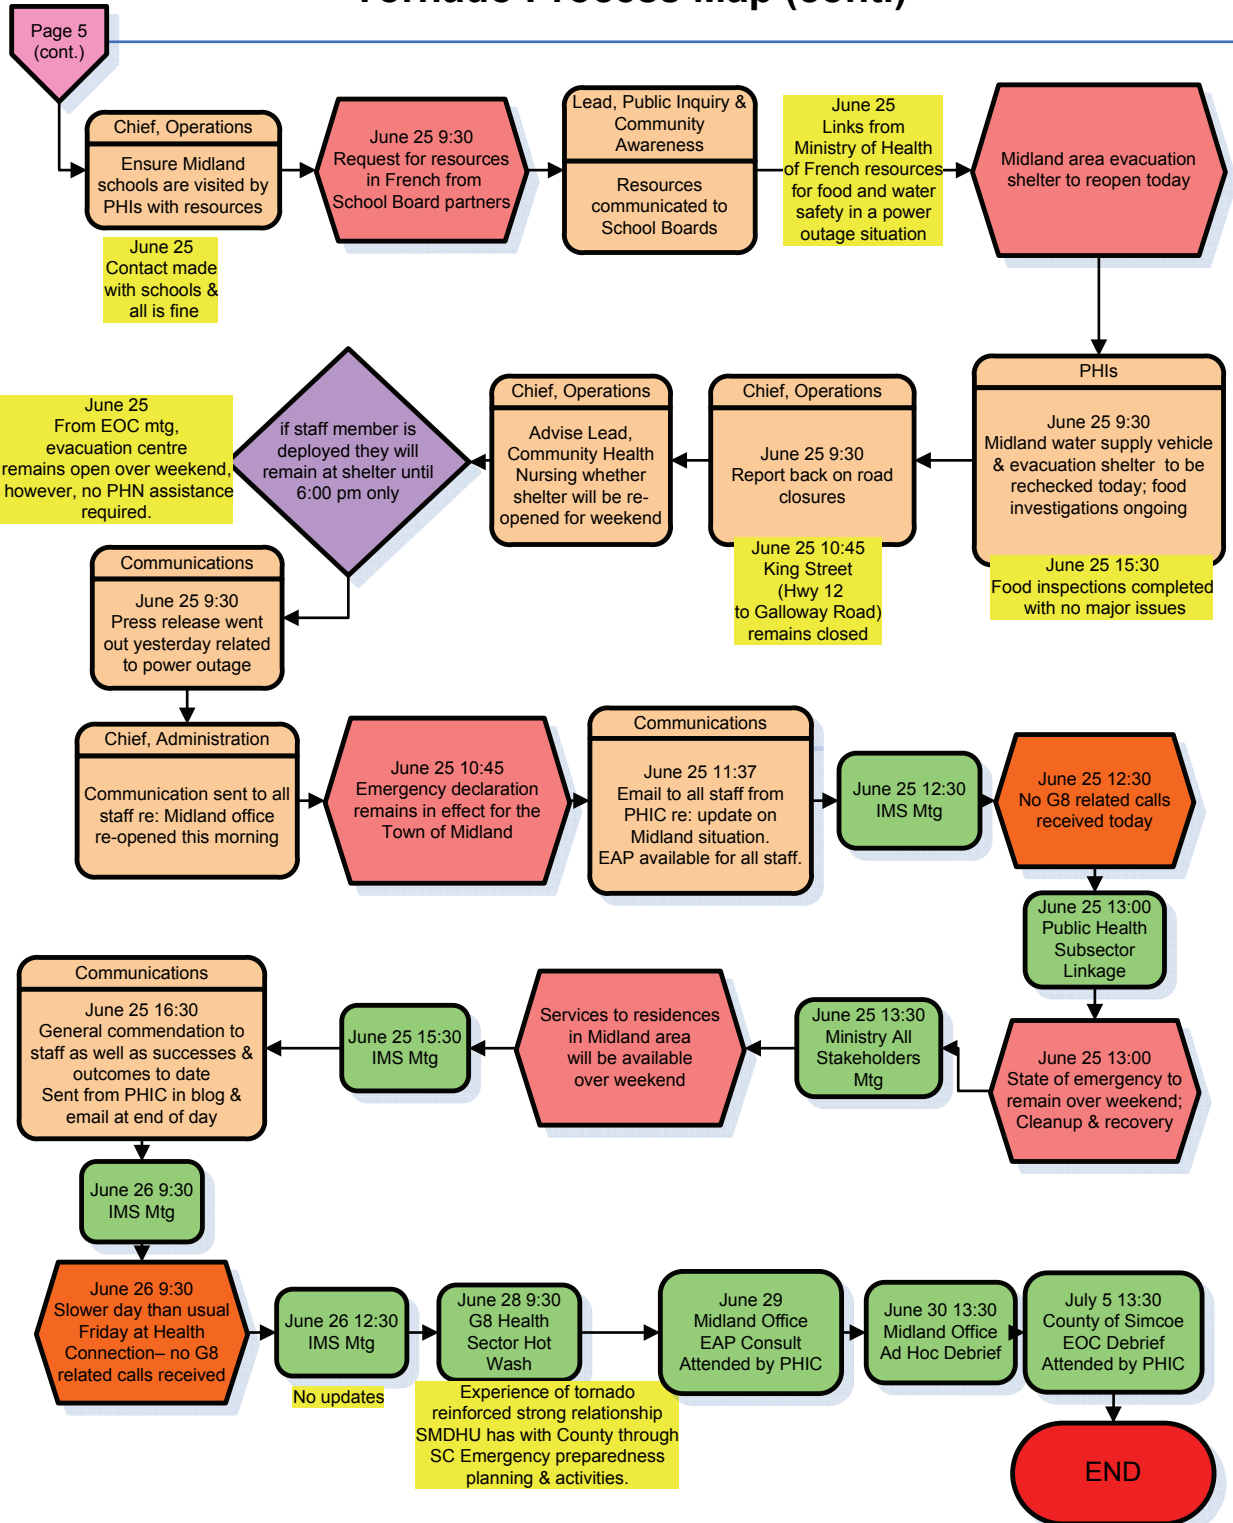 Tornado Process Map (cont.)
Page 5
(cont.)
Chief, Operations
Ensure Midland
schools are visited by
PHIs with resources
June 25
Contact made
with schools &
all is fine
June 25 9:30
Request for resources
in French from
School Board partners
Lead, Public Inquiry &
Community
Awareness
Resources
communicated to
School Boards
June 25
Links from
Ministry of Health
of French resources
for food and water
safety in a power
outage situation
Midland area evacuation
shelter to reopen today
PHIs
June 25 9:30
Midland water supply vehicle
& evacuation shelter to be
rechecked today; food
investigations ongoing
June 25 15:30
Food inspections completed
with no major issues
Chief, Operations
June 25 9:30
Report back on road
closures
June 25 10:45
King Street
(Hwy 12
to Galloway Road)
remains closed
Chief, Operations
Advise Lead,
Community Health
Nursing whether
shelter will be re-
opened for weekend
if staff member is
deployed they will
remain at shelter until
6:00 pm only
June 25
From EOC mtg,
evacuation centre
remains open over weekend,
however, no PHN assistance
required.
Communications
June 25 9:30
Press release went
out yesterday related
to power outage
Chief, Administration
Communication sent to all
staff re: Midland office
re-opened this morning
June 25 10:45
Emergency declaration
remains in effect for the
Town of Midland
Communications
June 25 11:37
Email to all staff from
PHIC re: update on
Midland situation.
EAP available for all staff.
June 25 12:30
IMS Mtg
June 25 12:30
No G8 related calls
received today
June 25 13:00
Public Health
Subsector
Linkage
June 25 13:00
State of emergency to
remain over weekend;
Cleanup & recovery
June 25 13:30
Ministry All
Stakeholders
Mtg
Services to residences
in Midland area
will be available
over weekend
June 25 15:30
IMS Mtg
Communications
June 25 16:30
General commendation to
staff as well as successes &
outcomes to date
Sent from PHIC in blog &
email at end of day
June 26 9:30
IMS Mtg
June 26 9:30
Slower day than usual
Friday at Health
Connection– no G8
related calls received
June 26 12:30
IMS Mtg
No updates
June 28 9:30
G8 Health
Sector Hot
Wash
Experience of tornado
reinforced strong relationship
SMDHU has with County through
SC Emergency preparedness
planning & activities.
June 29
Midland Office
EAP Consult
Attended by PHIC
June 30 13:30
Midland Office
Ad Hoc Debrief
July 5 13:30
County of Simcoe
EOC Debrief
Attended by PHIC
END